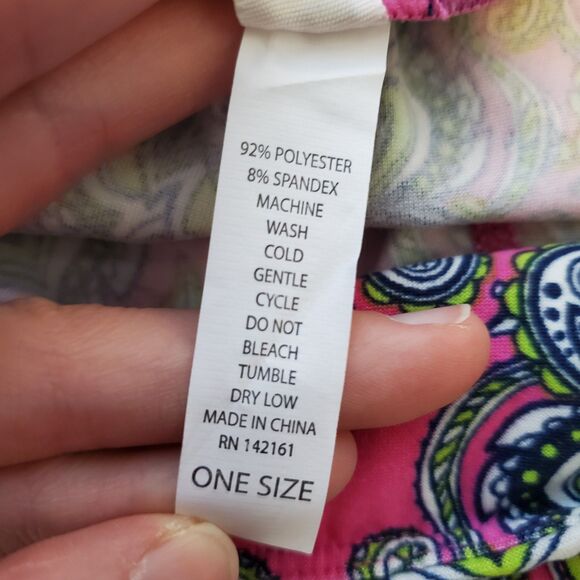 92% POLYESTER
8% SPANDEX
MACHINE
WASH
COLD
GENTLE
CYCLE
DO NOT
BLEACH
TUMBLE
DRY LOW
MADE IN CHINA
RN 142161
ONE SIZE